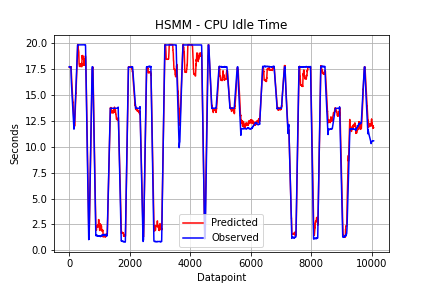 HSMM - CPU Idle Time
20.0
17.5
15.0
12.5
10.0
7.5
5.0
2.5
0.0
Seconds
Predicted
Observed
0 2000 4000 6000 8000 10000
Datapoint